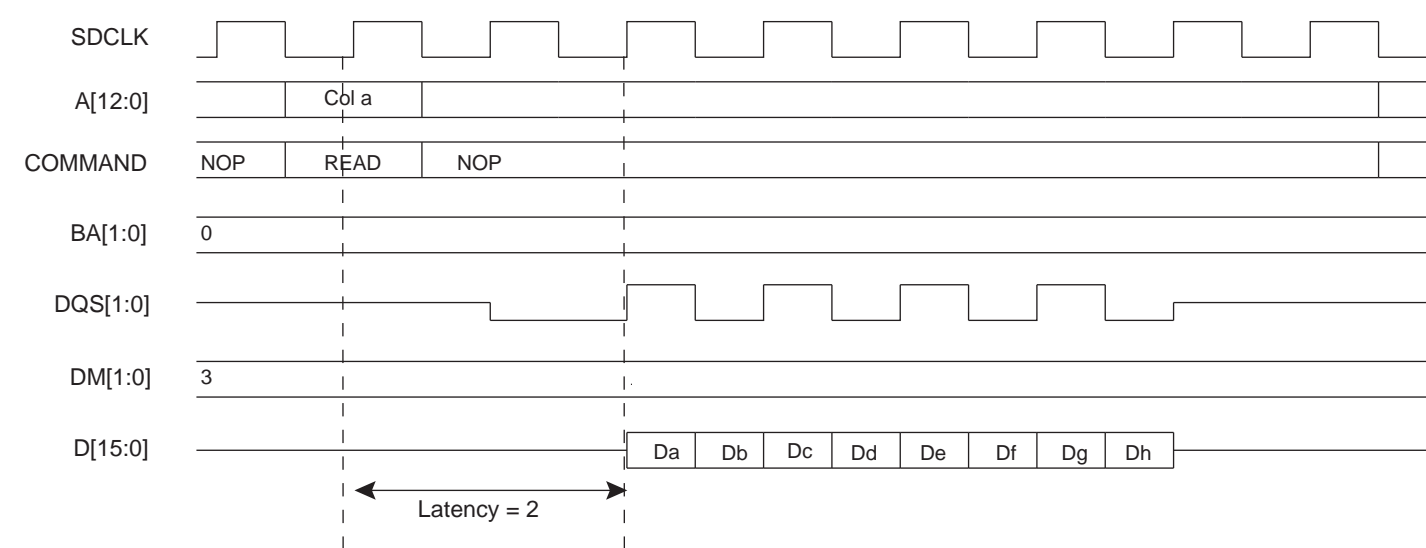 SDCLK
A[12:0] Col a
COMMAND NOP READ NOP
BA[1:0] 0
DQS[1:0]
DM[1:0] 3
D[15:0] Da Db Dc Dd De Df Dg Dh
Latency = 2